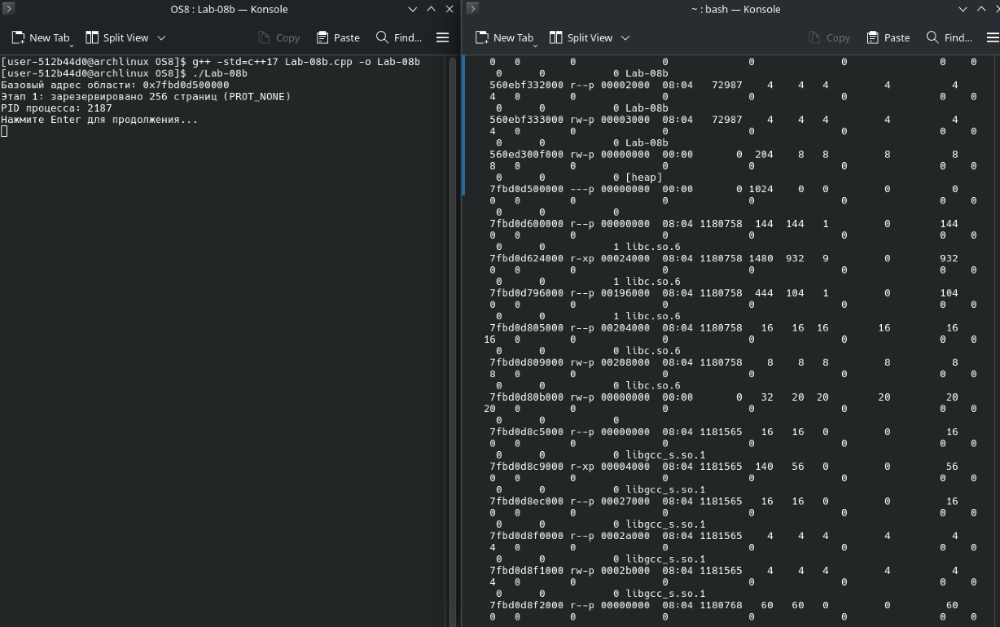 OS8 : Lab-08b — Konsole
New Tab Split View Copy Paste Find...
[user-512b44d0@archlinux OS8]$ g++ -std=c++17 Lab-08b.cpp -o Lab-08b
[user-512b44d0@archlinux OS8]$ ./Lab-08b
Базовый адрес области: 0x7fbd0d500000
Этап 1: зарезервировано 256 страниц (PROT_NONE)
PID процесса: 2187
Нажмите Enter для продолжения...
~ : bash — Konsole
New Tab Split View Copy Paste Find...
0 0 0 0 0 0 0
0 0 0 Lab-08b
560ebf332000 r--p 00002000 08:04 72987 4 4 4 4 4
4 0 0 0 0 0 0
0 0 0 Lab-08b
560ebf333000 rw-p 00003000 08:04 72987 4 4 4 4 4
4 0 0 0 0 0 0
0 0 0 Lab-08b
560ed300f000 rw-p 00000000 00:00 0 204 8 8 8 8
8 0 0 0 0 0 0
0 0 0 [heap]
7fbd0d500000 ---p 00000000 00:00 0 1024 0 0 0 0
0 0 0 0 0 0 0
0 0 0
7fbd0d600000 r--p 00000000 08:04 1180758 144 144 1 0 144
0 0 0 0 0 0 0
0 0 1 libc.so.6
7fbd0d624000 r-xp 00024000 08:04 1180758 1480 932 9 0 932
0 0 0 0 0 0 0
0 0 1 libc.so.6
7fbd0d796000 r--p 00196000 08:04 1180758 444 104 1 0 104
0 0 0 0 0 0 0
0 0 1 libc.so.6
7fbd0d805000 r--p 00204000 08:04 1180758 16 16 16 16 16
16 0 0 0 0 0 0
0 0 0 libc.so.6
7fbd0d809000 rw-p 00208000 08:04 1180758 8 8 8 8 8
8 0 0 0 0 0 0
0 0 0 libc.so.6
7fbd0d80b000 rw-p 00000000 00:00 0 32 20 20 20 20
20 0 0 0 0 0 0
0 0 0
7fbd0d8c5000 r--p 00000000 08:04 1181565 16 16 0 0 16
0 0 0 0 0 0 0
0 0 0 libgcc_s.so.1
7fbd0d8c9000 r-xp 00004000 08:04 1181565 140 56 0 0 56
0 0 0 0 0 0 0
0 0 0 libgcc_s.so.1
7fbd0d8ec000 r--p 00027000 08:04 1181565 16 16 0 0 16
0 0 0 0 0 0 0
0 0 0 libgcc_s.so.1
7fbd0d8f0000 r--p 0002a000 08:04 1181565 4 4 4 4 4
4 0 0 0 0 0 0
0 0 0 libgcc_s.so.1
7fbd0d8f1000 rw-p 0002b000 08:04 1181565 4 4 4 4 4
4 0 0 0 0 0 0
0 0 0 libgcc_s.so.1
7fbd0d8f2000 r--p 00000000 08:04 1180768 60 60 0 0 60
0 0 0 0 0 0 0